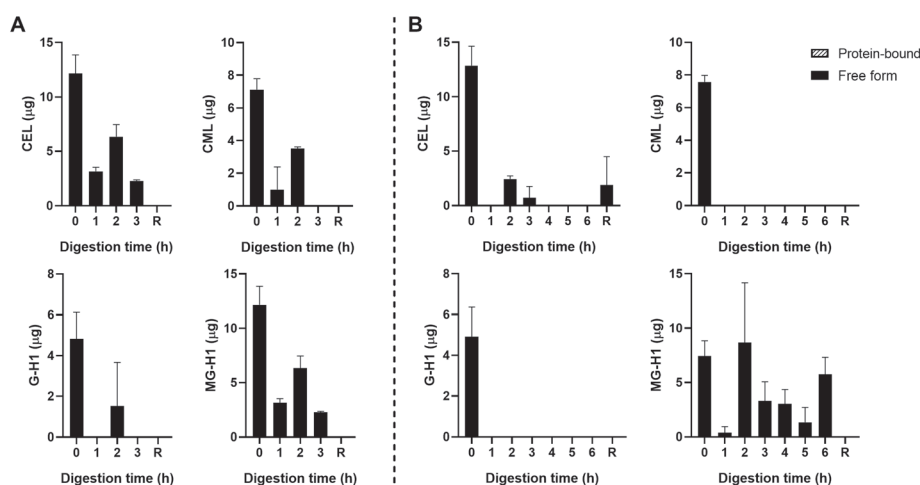 A
15
10
5
0
CEL (µg)
0 1 2 3 R
Digestion time (h)
10
8
6
4
2
0
CML (µg)
0 1 2 3 R
Digestion time (h)
8
6
4
2
0
G-H1 (µg)
0 1 2 3 R
Digestion time (h)
15
10
5
0
MG-H1 (µg)
0 1 2 3 R
Digestion time (h)
B
15
10
5
0
CEL (µg)
0 1 2 3 4 5 6 R
Digestion time (h)
10
8
6
4
2
0
CML (µg)
0 1 2 3 4 5 6 R
Digestion time (h)
Protein-bound
Free form
8
6
4
2
0
G-H1 (µg)
0 1 2 3 4 5 6 R
Digestion time (h)
15
10
5
0
MG-H1 (µg)
0 1 2 3 4 5 6 R
Digestion time (h)